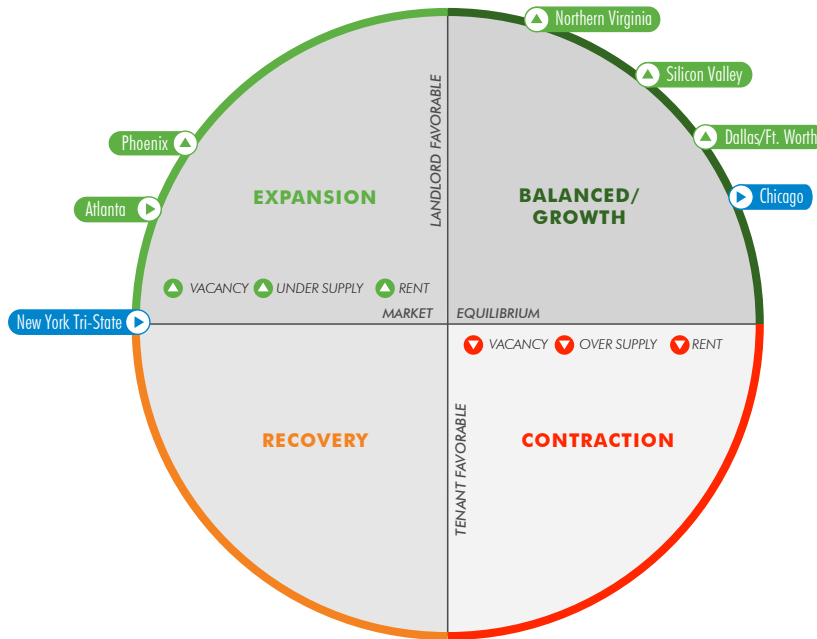 Northern Virginia
Silicon Valley
Dallas/Ft. Worth
Phoenix
Chicago
Atlanta
LANDLORD FAVORABLE
EXPANSION
BALANCED/
GROWTH
VACANCY UNDER SUPPLY RENT
MARKET EQUILIBRIUM
New York Tri-State
VACANCY OVER SUPPLY RENT
RECOVERY
CONTRACTION
TENANT FAVORABLE